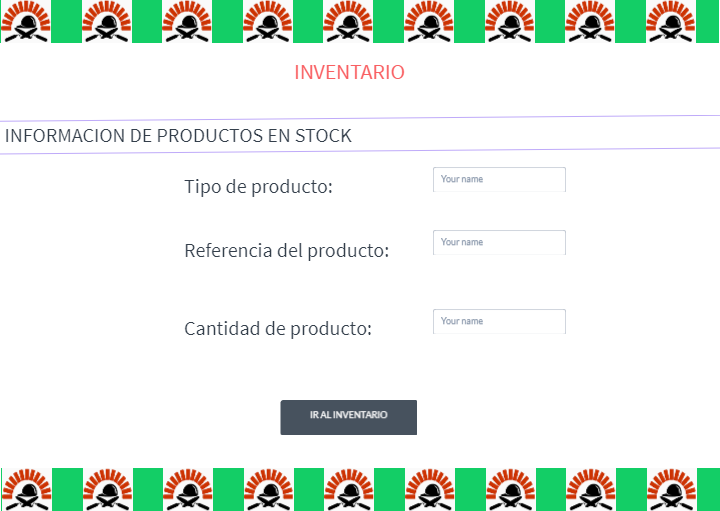 INVENTARIO
INFORMACION DE PRODUCTOS EN STOCK
Tipo de producto:
Your name
Referencia del producto:
Your name
Cantidad de producto:
Your name
IR AL INVENTARIO